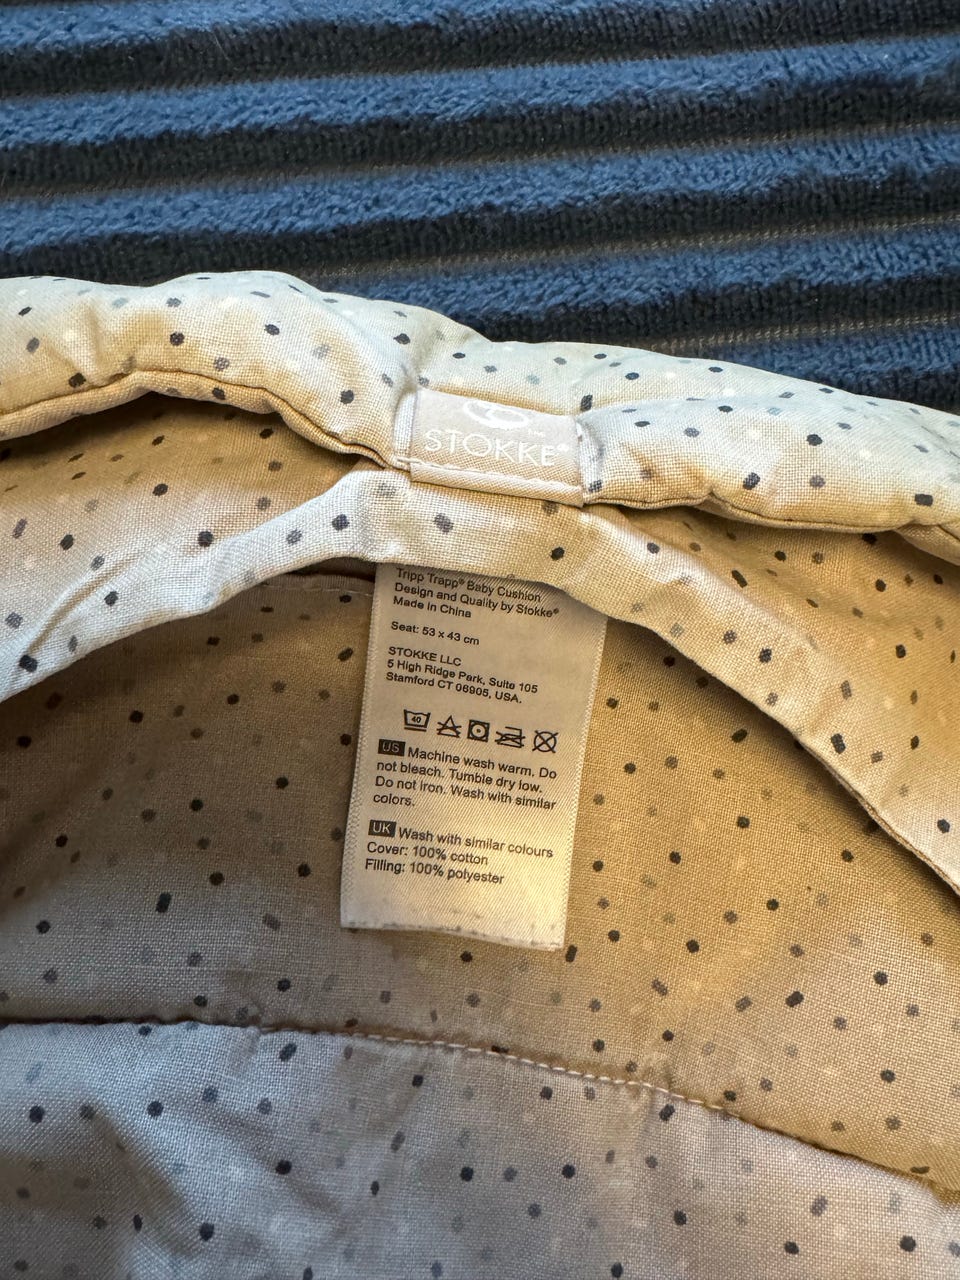 STOKKE®
Tripp Trapp® Baby Cushion
Design and Quality by Stokke®
Made in China
Seat: 53 x 43 cm
STOKKE LLC
5 High Ridge Park, Suite 105
Stamford CT 06905, USA.
40
US Machine wash warm. Do
not bleach. Tumble dry low.
Do not iron. Wash with similar
colors.
UK Wash with similar colours
Cover: 100% cotton
Filling: 100% polyester